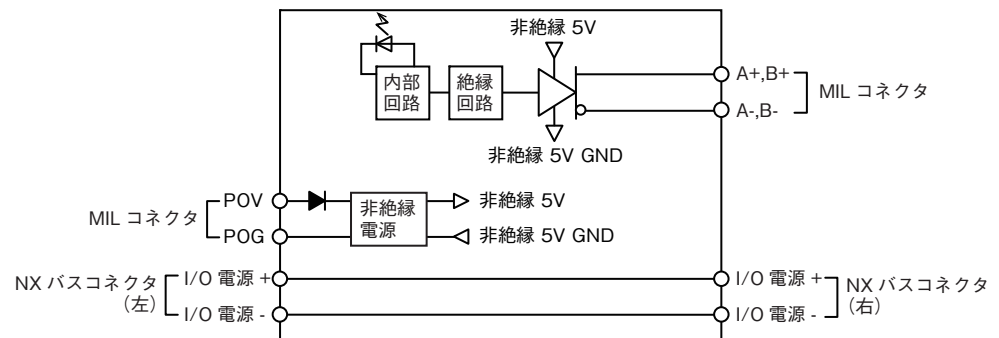 非絶縁 5V
内部
回路
絶縁
回路
A+,B+
A-,B-
MIL コネクタ
非絶縁 5V GND
MIL コネクタ
POV
POG
非絶縁
電源
非絶縁 5V
非絶縁 5V GND
NX バスコネクタ
(左)
I/O 電源 +
I/O 電源 -
I/O 電源 +
I/O 電源 -
NX バスコネクタ
(右)